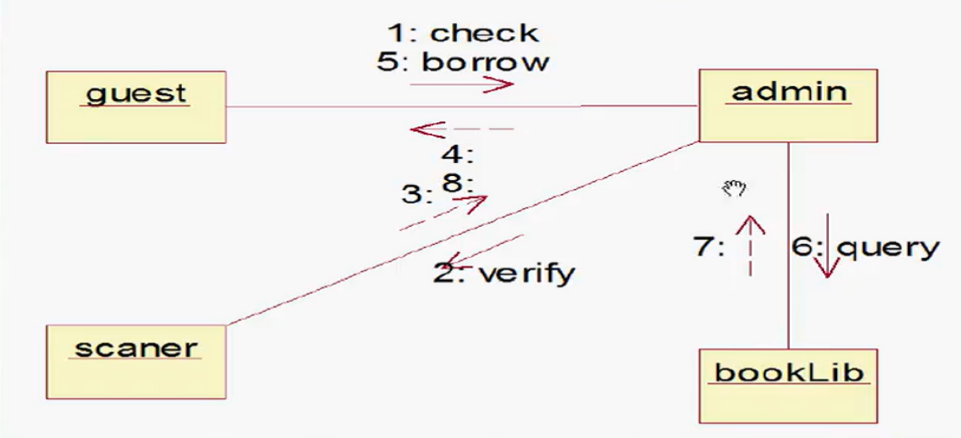 1: check
5: borrow
guest
admin
4:
8:
3:
2: verify
7:
6: query
scaner
bookLib